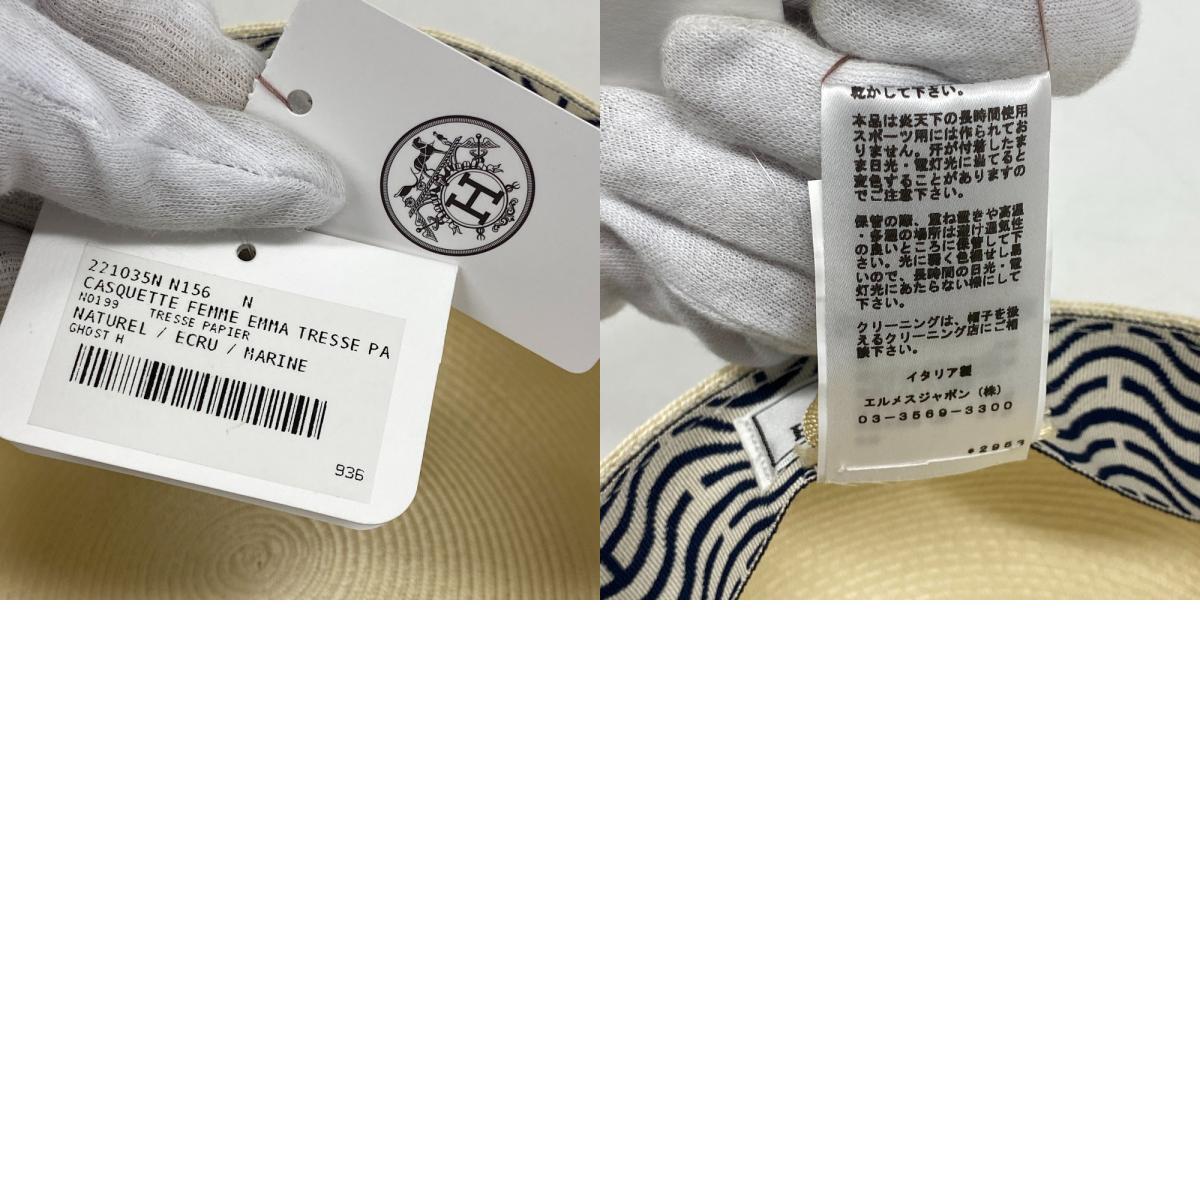 H
221035N N156 N
CASQUETTE FEMME EMMA TRESSE PA
N0199 TRESSE PAPIER
NATUREL / ECRU / MARINE
GHOST H
936
乾かして下さい。
本品は炎天下の長時間使用
スポーツ用には作られてお
りません。汗が付着したま
ま日光・電灯光に当てると
変色することがありますの
でご注意下さい。
保管の際、重ね置きや高温
・多湿の場所は避け通気性
の良いところに保管して下
さい。光に弱く色褪せし易
いので、長時間の日光・電
灯光にあたらない様にして
下さい。
クリーニングは、帽子を扱
えるクリーニング店にご相
談下さい。
イタリア製
エルメスジャポン（株）
03-3569-3300